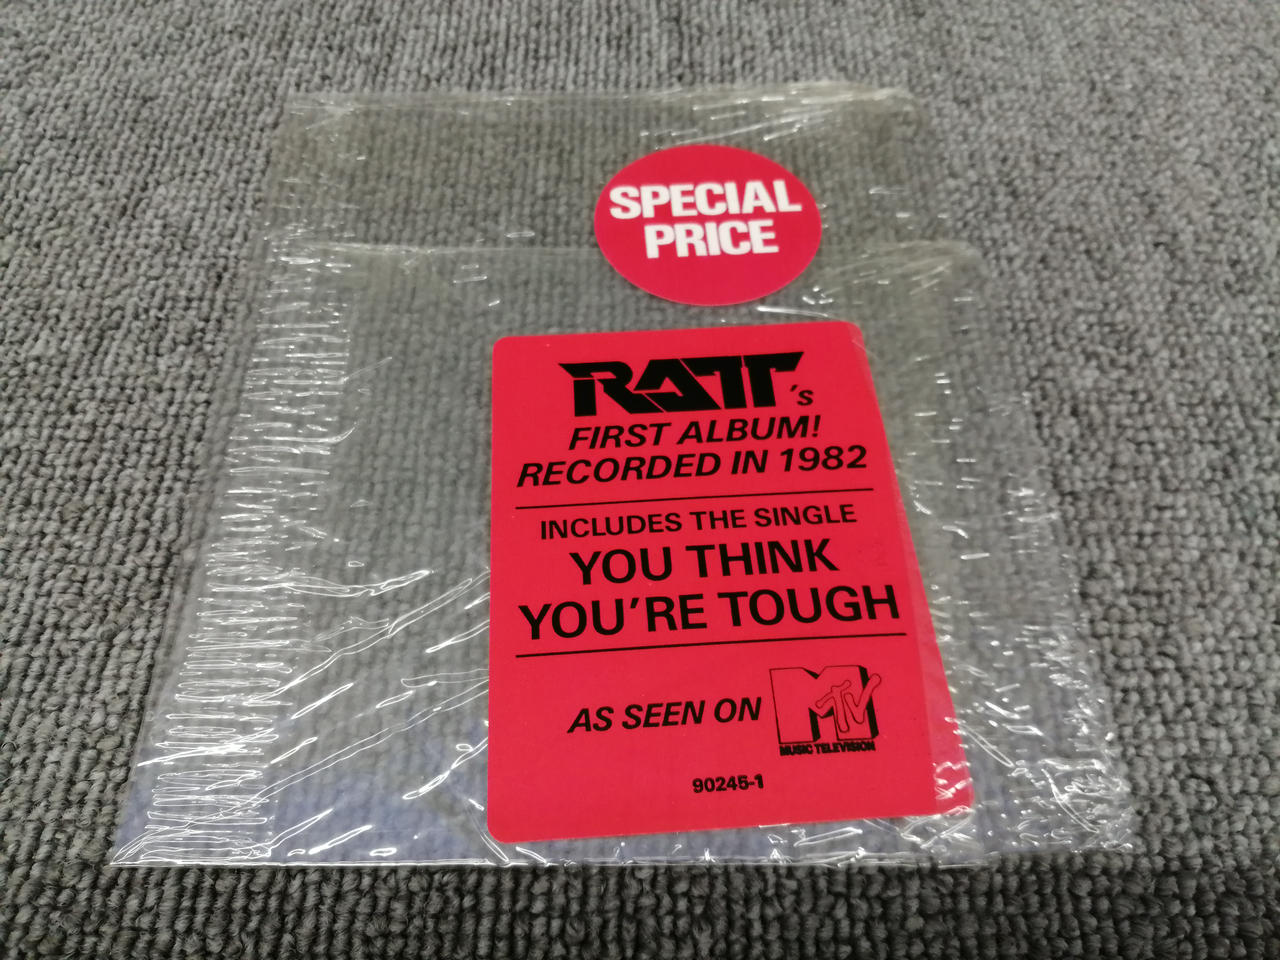 SPECIAL
PRICE
RATT's
FIRST ALBUM!
RECORDED IN 1982
INCLUDES THE SINGLE
YOU THINK
YOU'RE TOUGH
AS SEEN ON MTV
MUSIC TELEVISION
90245-1